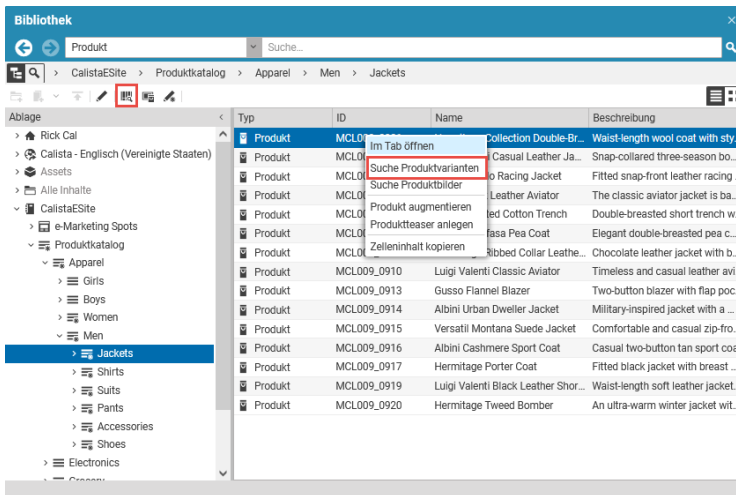 Bibliothek
Produkt Suche...
CalistaESite > Produktkatalog > Apparel > Men > Jackets
Ablage
Rick Cal
Calista - Englisch (Vereinigte Staaten)
Assets
Alle Inhalte
CalistaESite
e-Marketing Spots
Produktkatalog
Apparel
Girls
Boys
Women
Men
Jackets
Shirts
Suits
Pants
Accessories
Shoes
Electronics
Typ ID Name Beschreibung
Produkt Collection Double-Br... Waist-length wool coat with sty..
Produkt Casual Leather Ja... Snap-collared three-season bo...
Produkt Racing Jacket Fitted snap-front leather racing .
Produkt Leather Aviator The classic aviator jacket is ba..
Produkt Cotton Trench Double-breasted short trench w
Produkt Pea Coat Elegant double-breasted pea c...
Produkt Ribbed Collar Leathe... Chocolate leather jacket with b..
Produkt MCL009_0910 Luigi Valenti Classic Aviator Timeless and casual leather avi
Produkt MCL009_0913 Gusso Flannel Blazer Two-button blazer with flap poc.
Produkt MCL009_0914 Albini Urban Dweller Jacket Military-inspired jacket with a ...
Produkt MCL009_0915 Versatil Montana Suede Jacket Comfortable and casual zip-fro.
Produkt MCL009_0916 Albini Cashmere Sport Coat Casual two-button tan sport coa
Produkt MCL009_0917 Hermitage Porter Coat Fitted black jacket with breast ..
Produkt MCL009_0919 Luigi Valenti Black Leather Shor... Waist-length soft leather jacket.
Produkt MCL009_0920 Hermitage Tweed Bomber An ultra-warm winter jacket wit..
Im Tab öffnen
Suche Produktvarianten
Suche Produktbilder
Produkt augmentieren
Produktteaser anlegen
Zelleninhalt kopieren